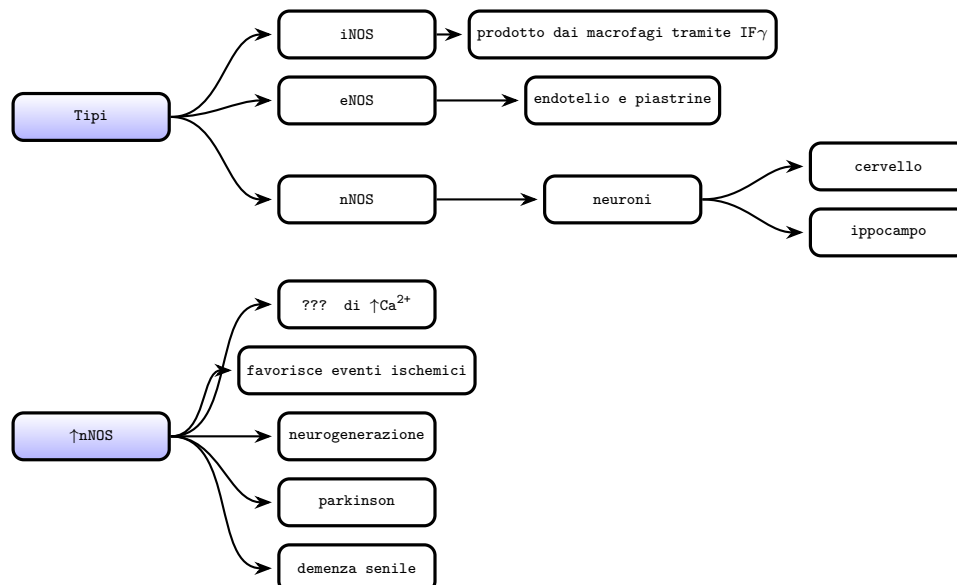 iNOS
prodotto dai macrofagi tramite IFγ
Tipi
eNOS
endotelio e piastrine
nNOS
neuroni
cervello
ippocampo
??? di ↑Ca²⁺
favorisce eventi ischemici
↑nNOS
neurogenerazione
parkinson
demenza senile